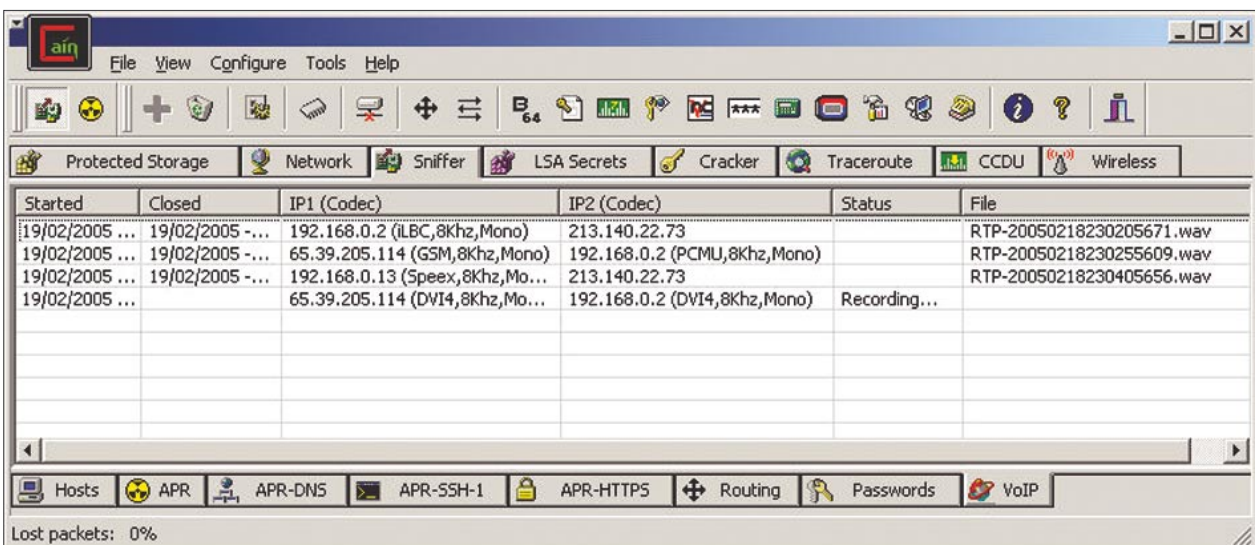 Cain
File View Configure Tools Help
B 64
Protected Storage Network Sniffer LSA Secrets Cracker Traceroute CCDU Wireless
Started Closed IP1 (Codec) IP2 (Codec) Status File
19/02/2005 ... 19/02/2005 -... 192.168.0.2 (iLBC,8Khz,Mono) 213.140.22.73 RTP-20050218230205671.wav
19/02/2005 ... 19/02/2005 -... 65.39.205.114 (GSM,8Khz,Mono) 192.168.0.2 (PCMU,8Khz,Mono) RTP-20050218230255609.wav
19/02/2005 ... 19/02/2005 -... 192.168.0.13 (Speex,8Khz,Mo... 213.140.22.73 RTP-20050218230405656.wav
19/02/2005 ... 65.39.205.114 (DVI4,8Khz,Mo... 192.168.0.2 (DVI4,8Khz,Mono) Recording...
Hosts APR APR-DNS APR-SSH-1 APR-HTTPS Routing Passwords VoIP
Lost packets: 0%